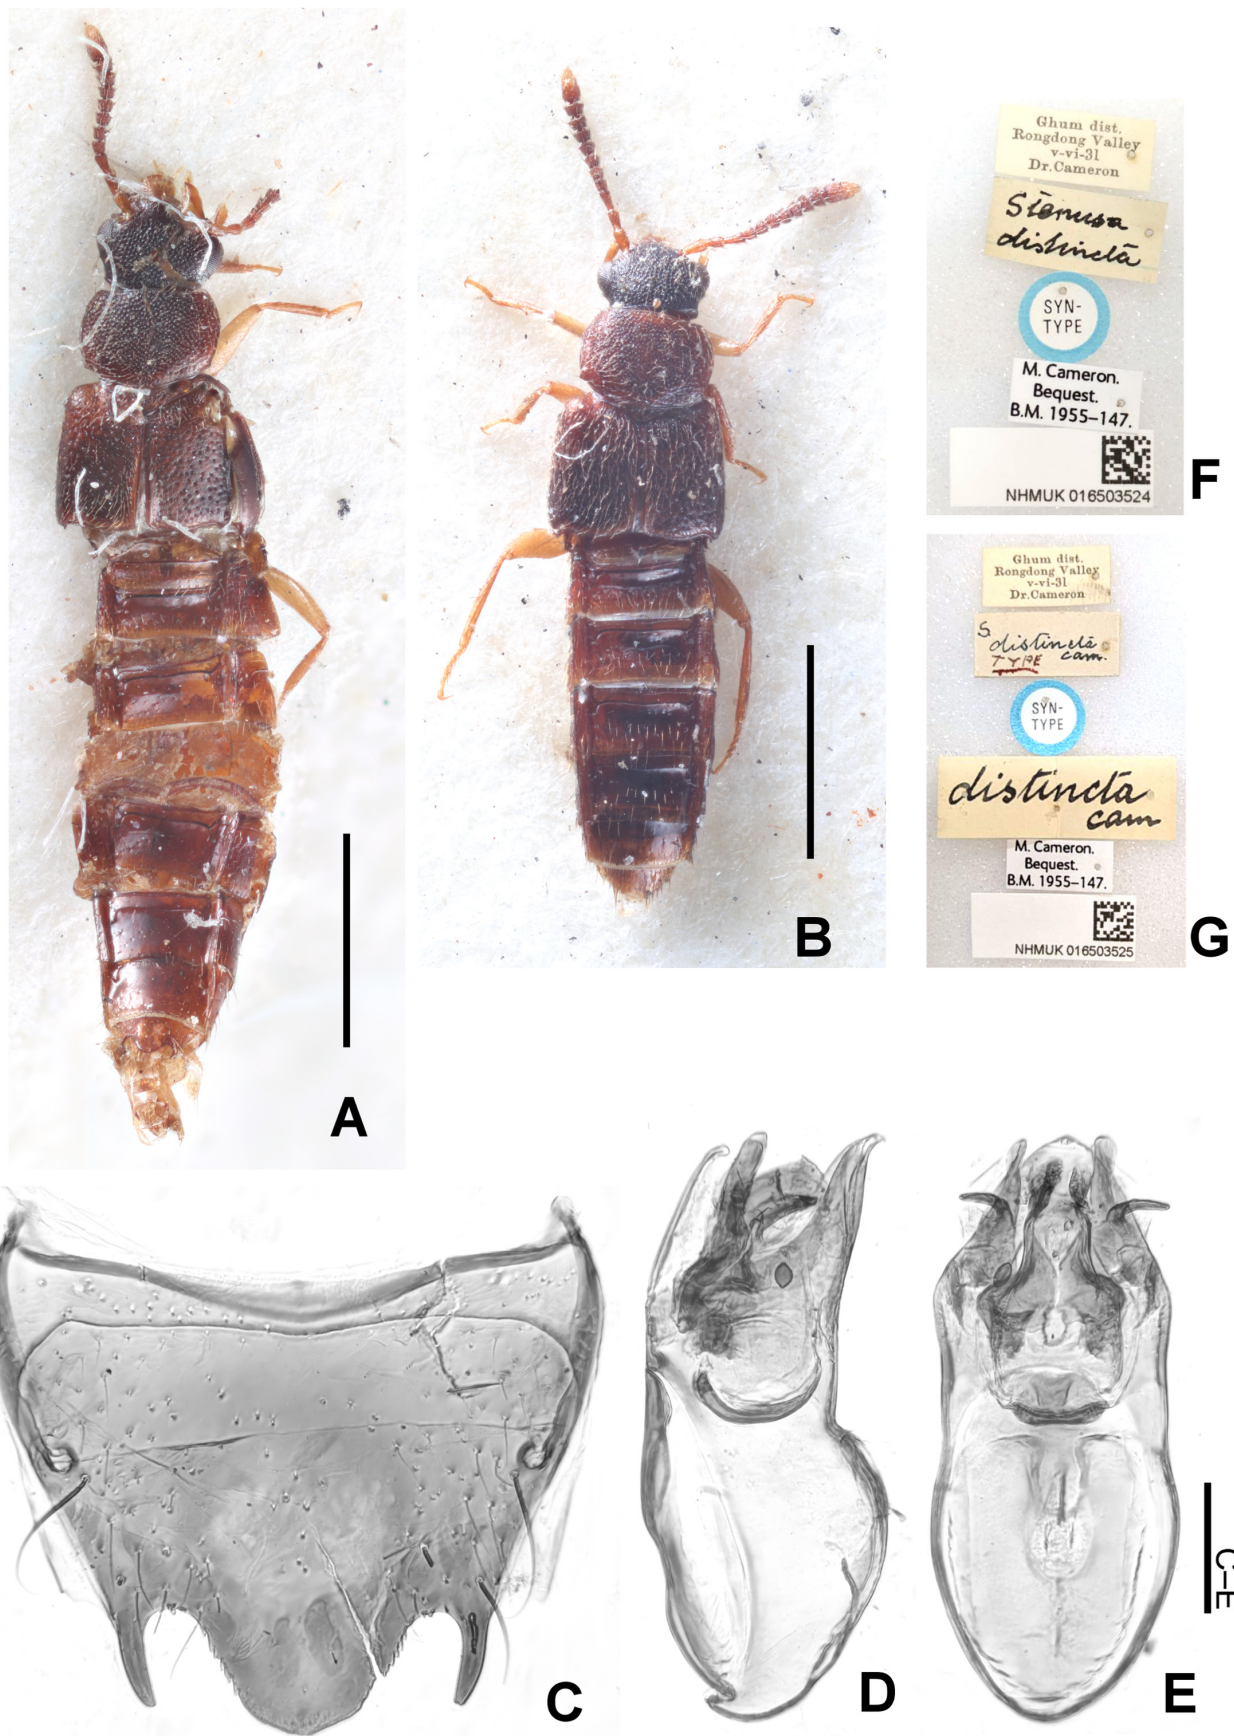 Ghum dist.
Rongdong Valley
v-vi-31
Dr.Cameron
Stenusa
distincta
SYN-
TYPE
M. Cameron.
Bequest.
B.M. 1955–147.
NHMUK 016503524
F
Ghum dist.
Rongdong Valley
v-vi-31
Dr.Cameron
S.
distincta
TYPE cam.
SYN-
TYPE
distincta
cam
M. Cameron.
Bequest.
B.M. 1955–147.
NHMUK 016503525
G
A
B
C
D
E
C–E